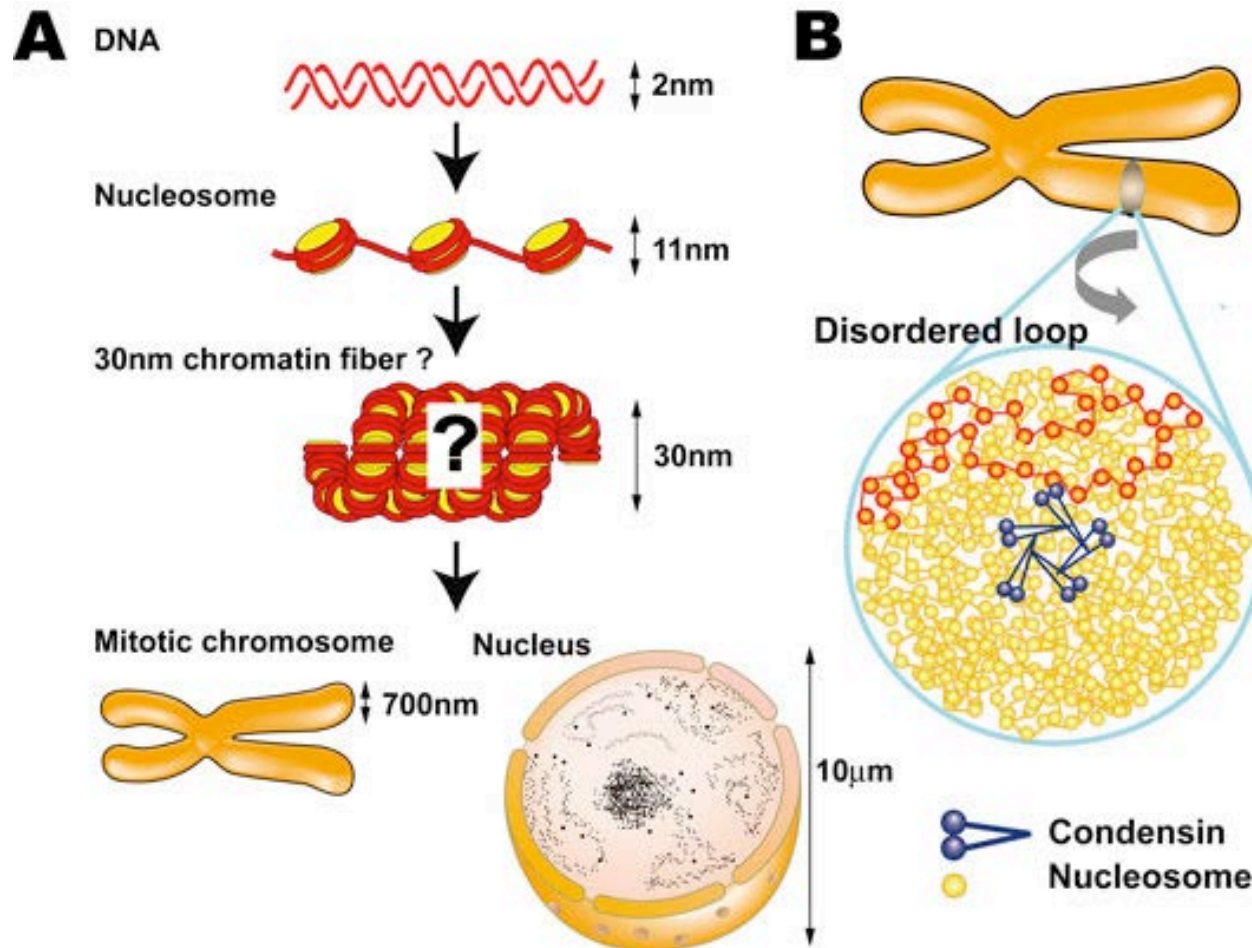 A
DNA
2nm
Nucleosome
11nm
30nm chromatin fiber ?
?
30nm
Mitotic chromosome
700nm
Nucleus
10µm
B
Disordered loop
Condensin
Nucleosome